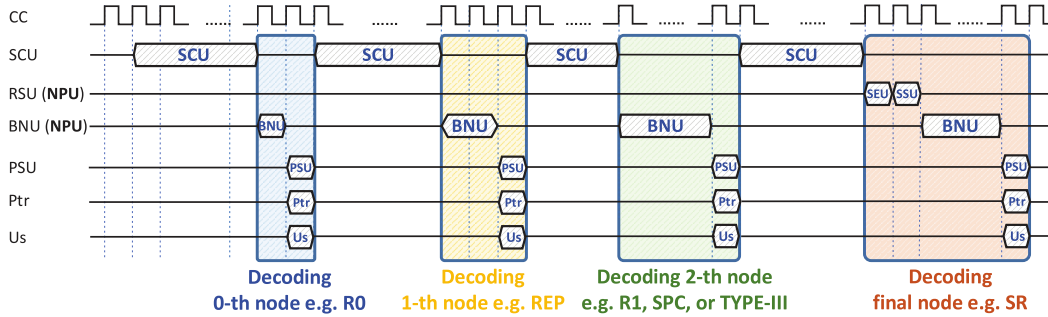 CC ...... ...... ...... ...... ......
SCU SCU SCU SCU SCU
RSU (NPU) SEU SSU
BNU (NPU) BNU BNU BNU BNU
PSU PSU PSU PSU PSU
Ptr Ptr Ptr Ptr Ptr
Us Us Us Us Us
Decoding Decoding Decoding 2-th node Decoding
0-th node e.g. R0 1-th node e.g. REP e.g. R1, SPC, or TYPE-III final node e.g. SR